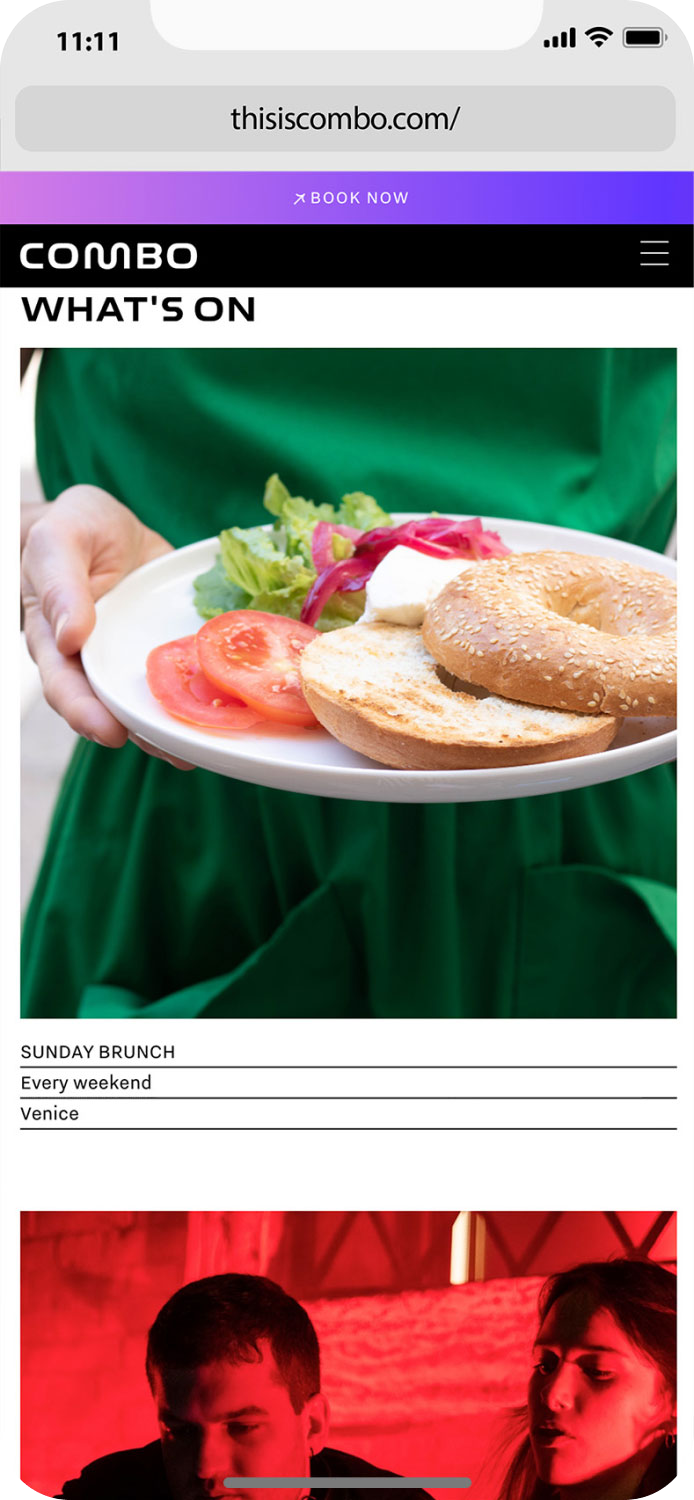 11:11
thisiscombo.com/
BOOK NOW
COMBO
WHAT'S ON
SUNDAY BRUNCH
Every weekend
Venice